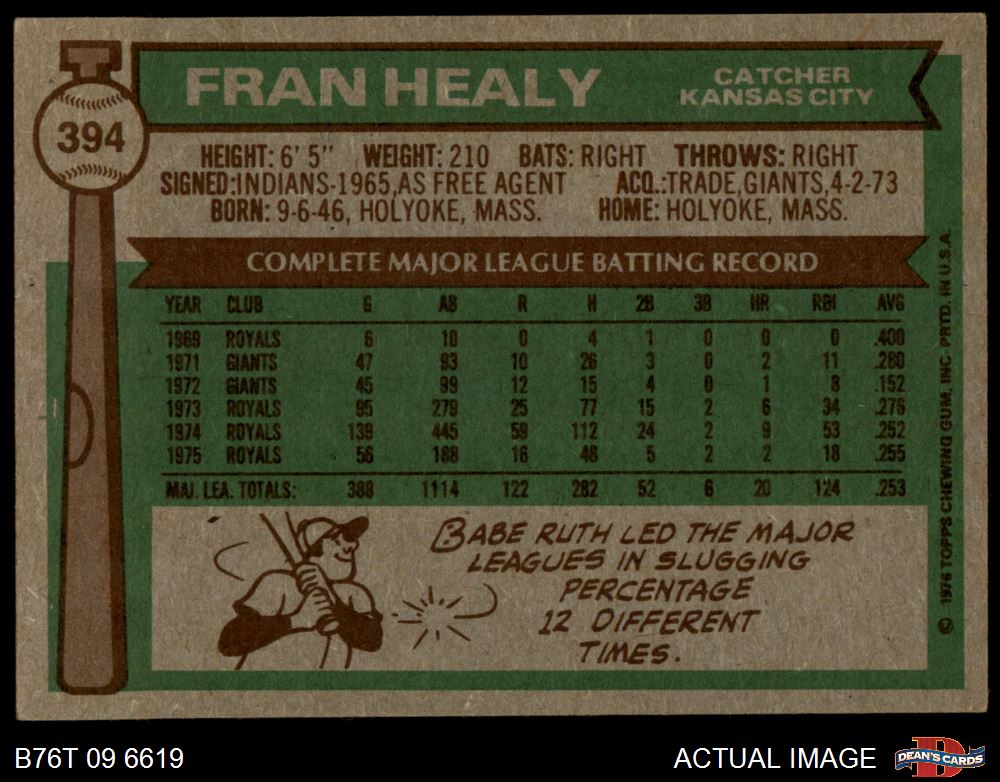 394
FRAN HEALY
CATCHER
KANSAS CITY
HEIGHT: 6' 5" WEIGHT: 210 BATS: RIGHT THROWS: RIGHT
SIGNED:INDIANS-1965,AS FREE AGENT ACQ.:TRADE,GIANTS,4-2-73
BORN: 9-6-46, HOLYOKE, MASS. HOME: HOLYOKE, MASS.
COMPLETE MAJOR LEAGUE BATTING RECORD
YEAR CLUB G AB R H 2B 3B HR RBI AVG
1969 ROYALS 6 10 0 4 1 0 0 0 .400
1971 GIANTS 47 93 10 26 3 0 2 11 .280
1972 GIANTS 45 99 12 15 4 0 1 8 .152
1973 ROYALS 95 279 25 77 15 2 6 34 .276
1974 ROYALS 139 445 59 112 24 2 9 53 .252
1975 ROYALS 56 188 16 48 5 2 2 18 .255
MAJ. LEA. TOTALS: 388 1114 122 282 52 6 20 124 .253
BABE RUTH LED THE MAJOR
LEAGUES IN SLUGGING
PERCENTAGE
12 DIFFERENT
TIMES.
© 1976 TOPPS CHEWING GUM, INC. PRTD. IN U.S.A.
B76T 09 6619
ACTUAL IMAGE
D
DEAN'S CARDS